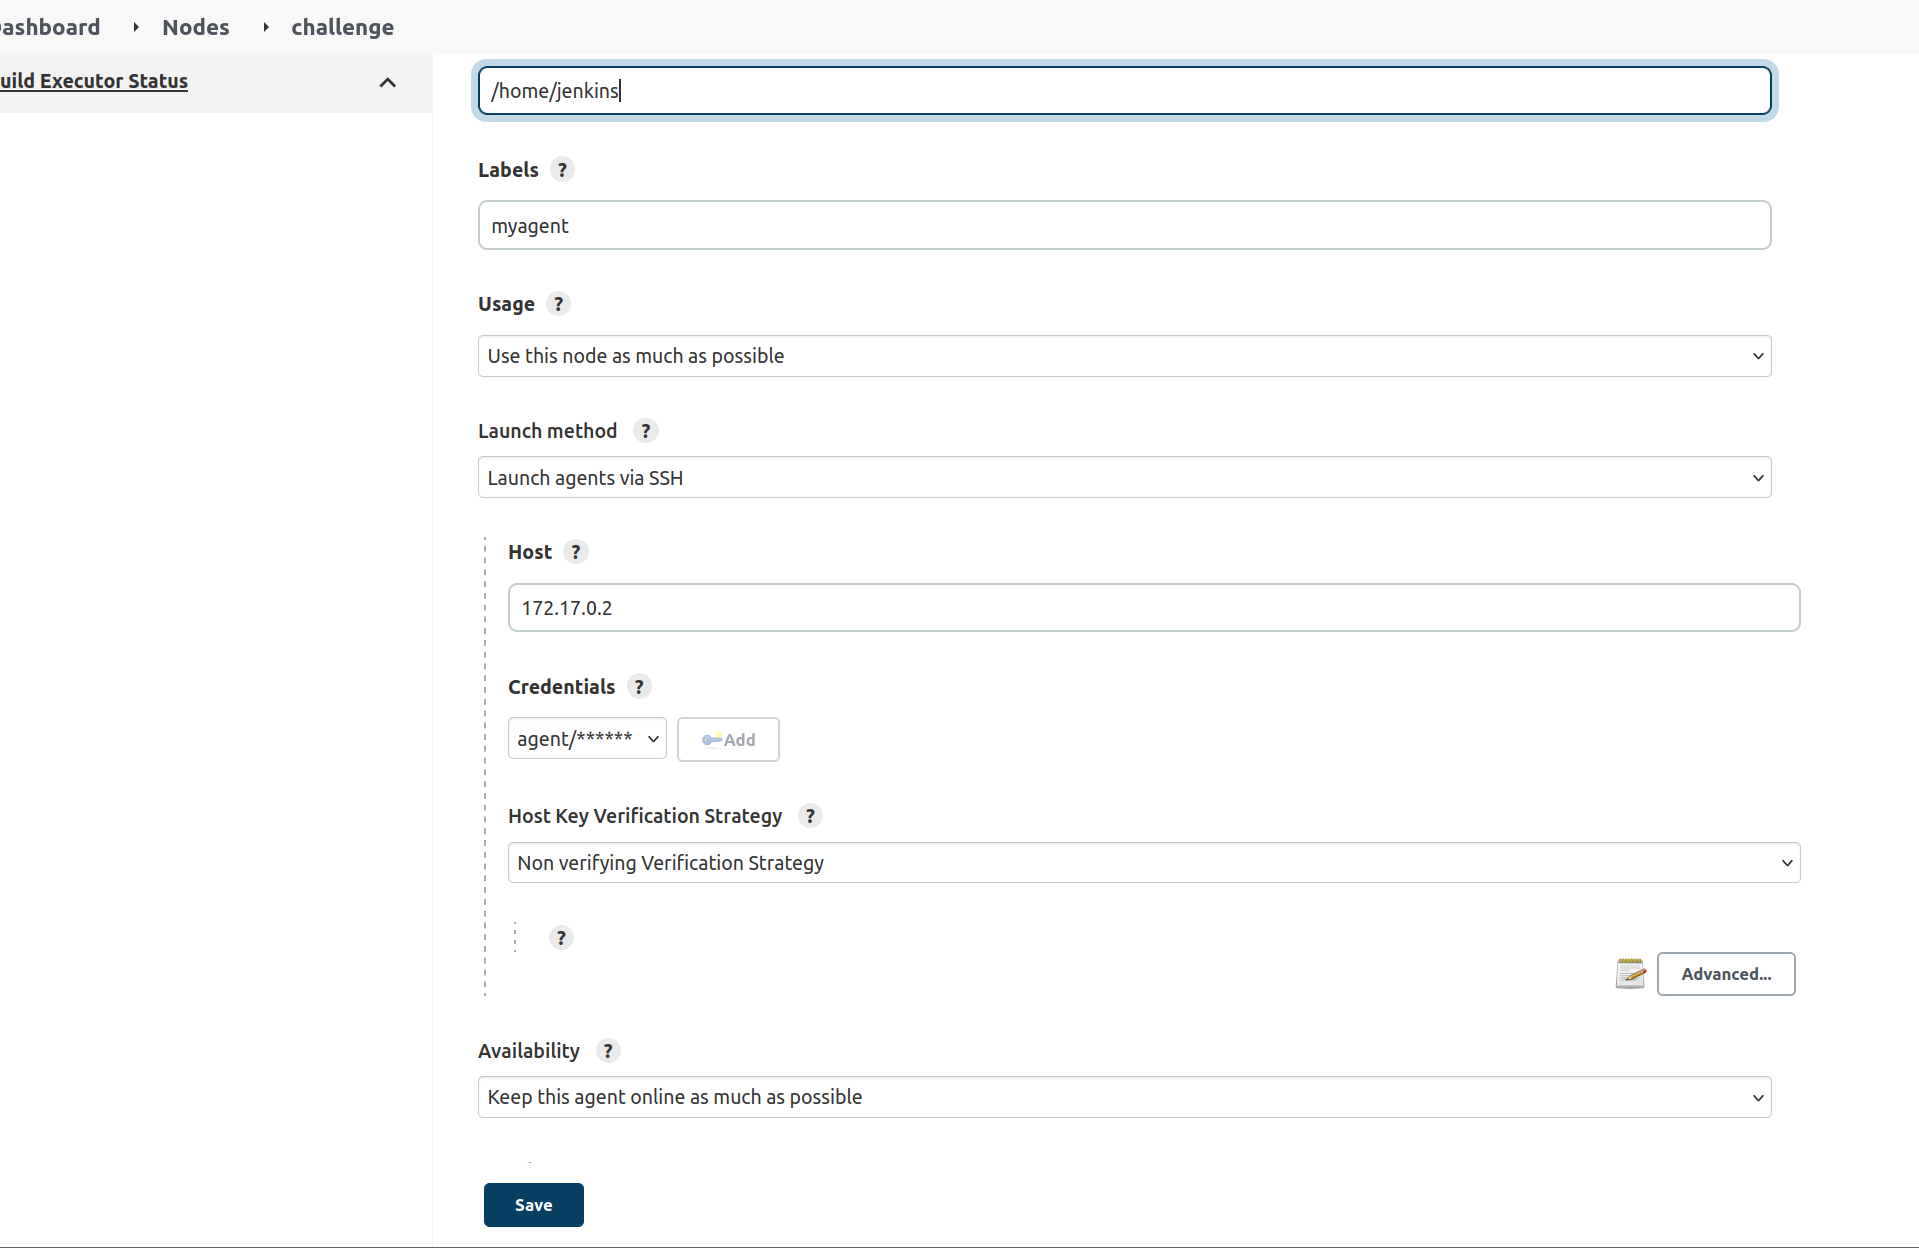 ashboard Nodes challenge
uild Executor Status
/home/jenkins
Labels ?
myagent
Usage ?
Use this node as much as possible
Launch method ?
Launch agents via SSH
Host ?
172.17.0.2
Credentials ?
agent/****** Add
Host Key Verification Strategy ?
Non verifying Verification Strategy
?
Advanced...
Availability ?
Keep this agent online as much as possible
Save